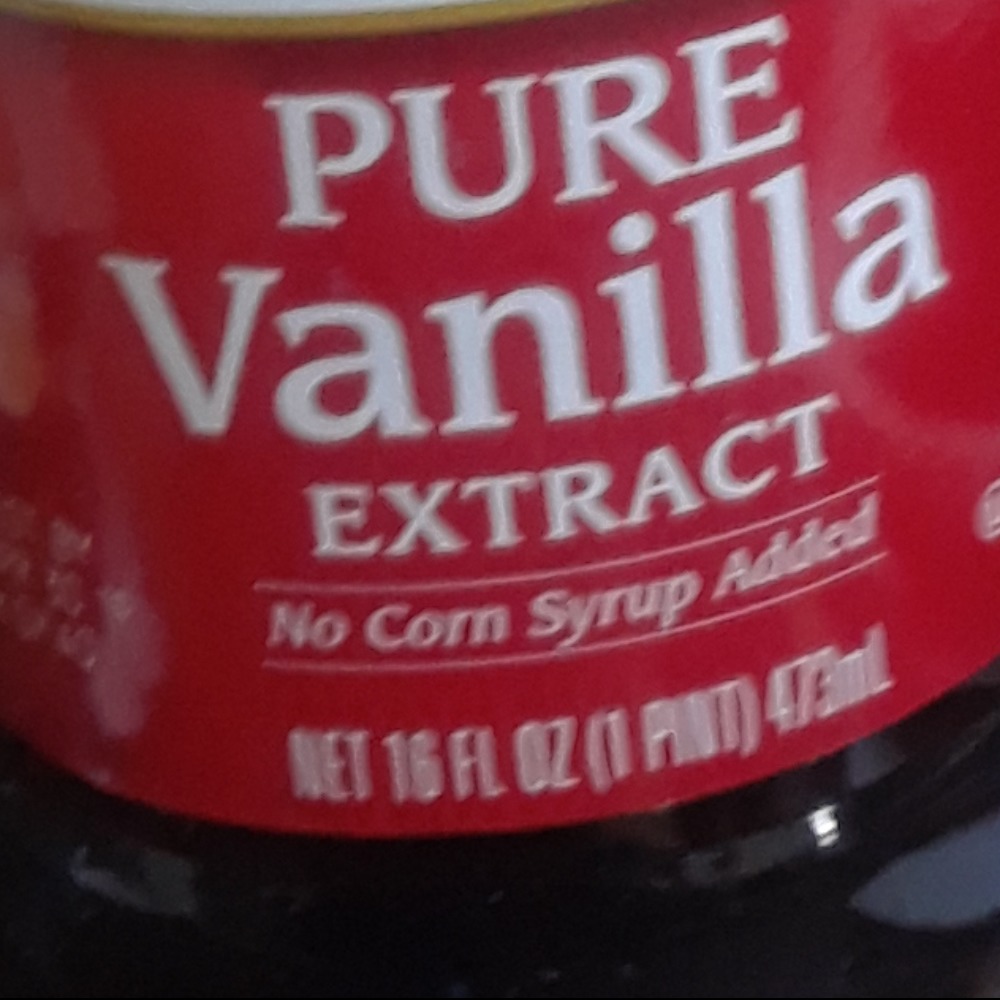 PURE
Vanilla
EXTRACT
No Corn Syrup Added
NET 16 FL OZ (1 PINT) 473mL